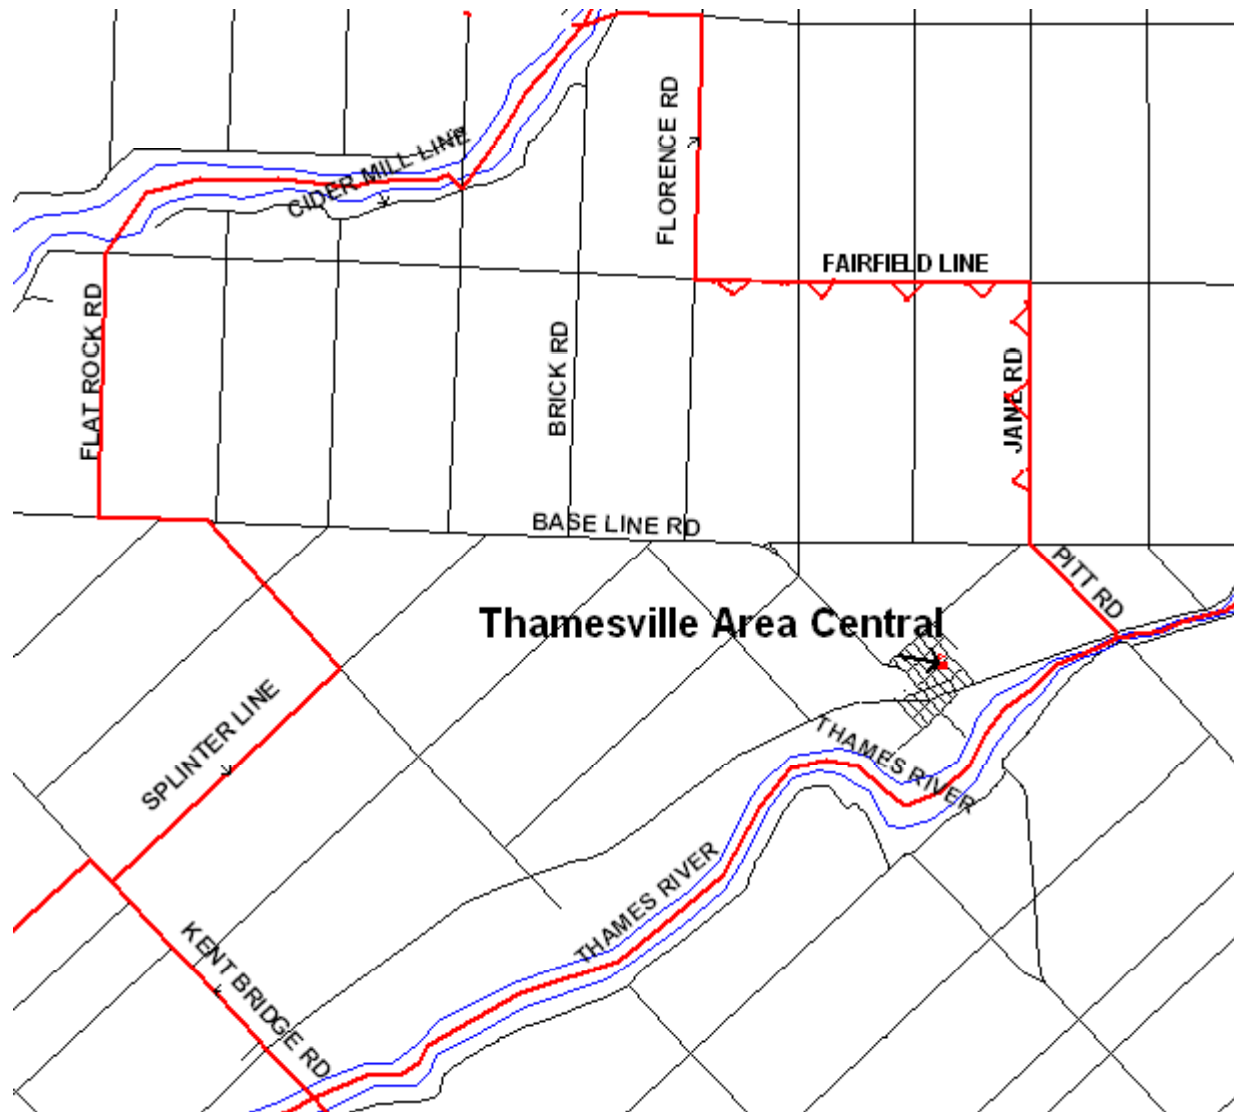 CIDER MILL LINE
FLORENCE RD
FAIRFIELD LINE
FLAT ROCK RD
BRICK RD
JANE RD
BASE LINE RD
PITT RD
Thamesville Area Central
SPLINTER LINE
THAMES RIVER
THAMES RIVER
KENT BRIDGE RD